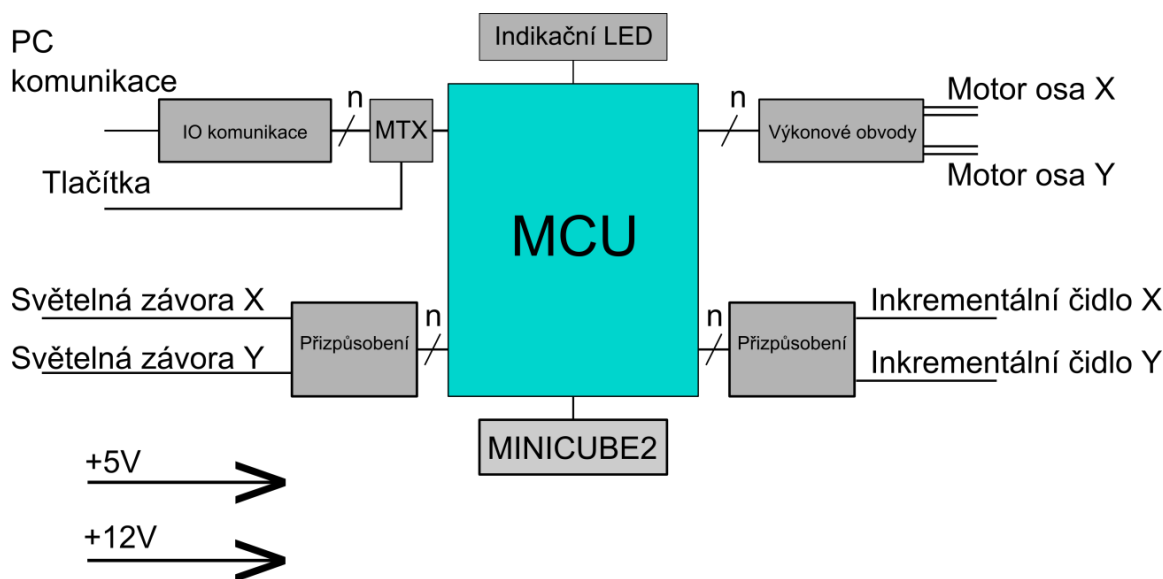 Indikační LED
PC
komunikace
n
IO komunikace
MTX
Tlačítka
MCU
n
Výkonové obvody
Motor osa X
Motor osa Y
Světelná závora X
Světelná závora Y
Přizpůsobení
n
n
Přizpůsobení
Inkrementální čidlo X
Inkrementální čidlo Y
MINICUBE2
+5V
+12V